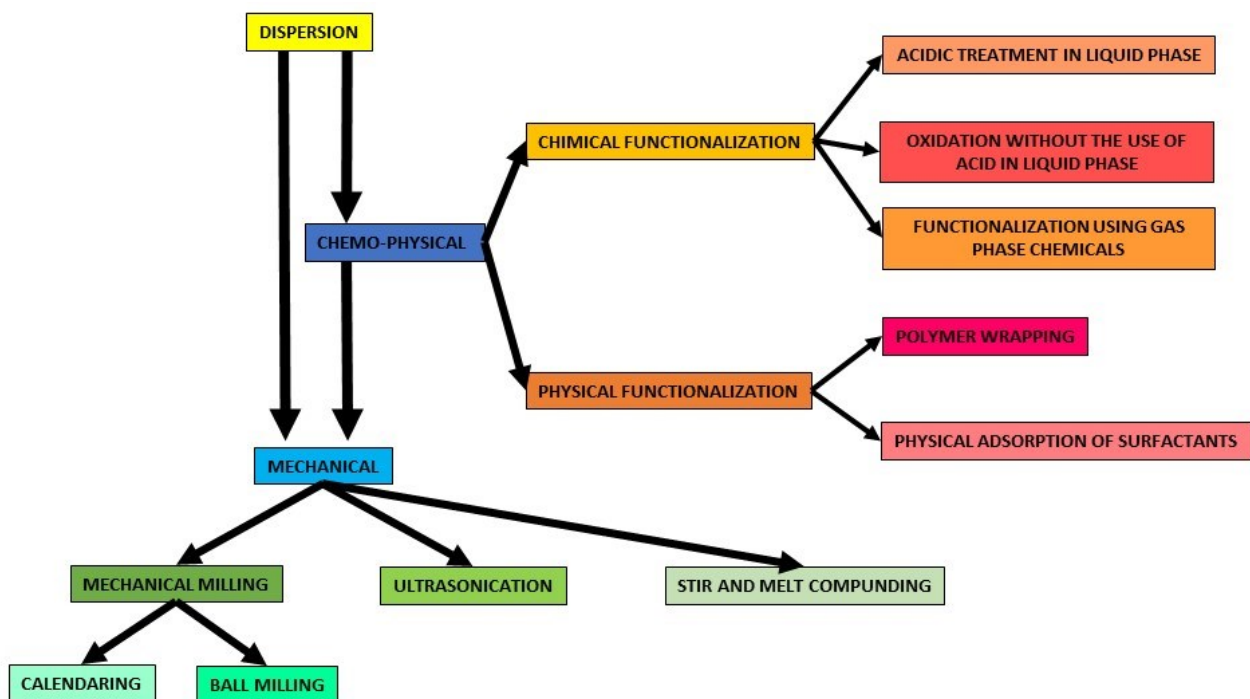 DISPERSION
ACIDIC TREATMENT IN LIQUID PHASE
CHIMICAL FUNCTIONALIZATION
OXIDATION WITHOUT THE USE OF
ACID IN LIQUID PHASE
CHEMO-PHYSICAL
FUNCTIONALIZATION USING GAS
PHASE CHEMICALS
POLYMER WRAPPING
PHYSICAL FUNCTIONALIZATION
PHYSICAL ADSORPTION OF SURFACTANTS
MECHANICAL
MECHANICAL MILLING
ULTRASONICATION
STIR AND MELT COMPUNDING
CALENDARING
BALL MILLING